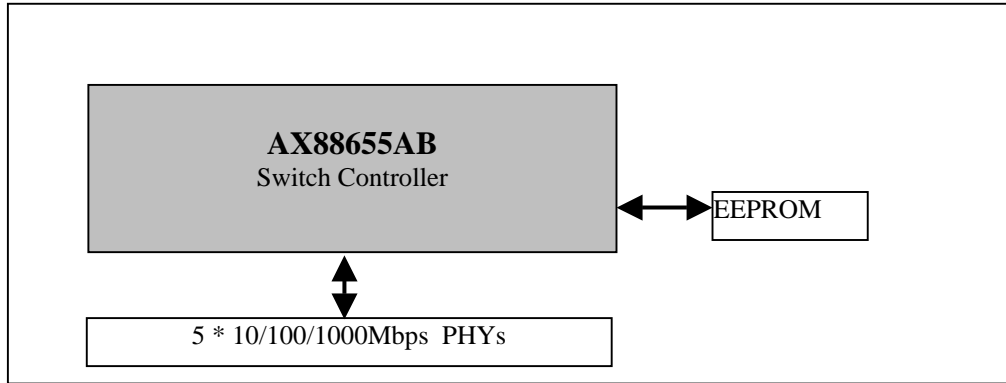 AX88655AB
Switch Controller
EEPROM
5 * 10/100/1000Mbps PHYs